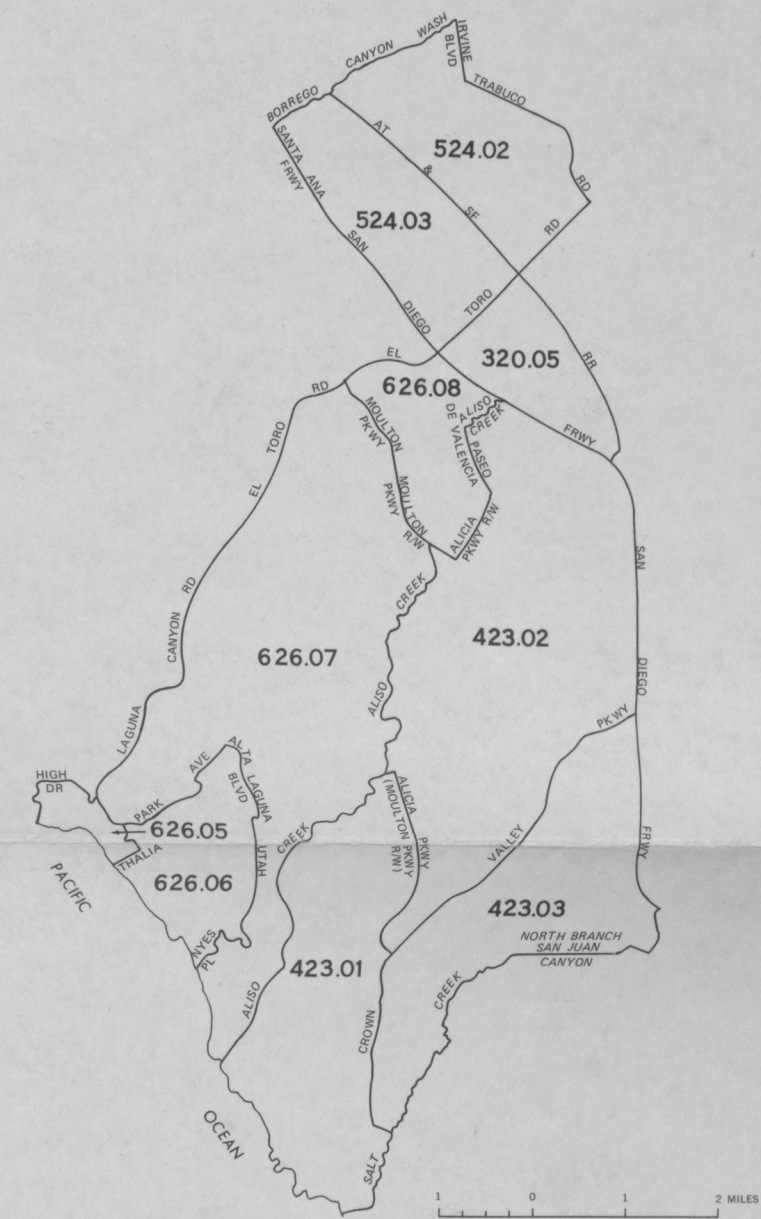 BORREGO CANYON WASH
IRVINE
BLVD
TRABUCO RD
SANTA ANA
FRWY
AT & SF RR
524.02
524.03
SAN DIEGO FRWY
EL TORO RD
320.05
626.08
MOULTON
PKWY
MOULTON
PKWY
R/W
ALISO
CREEK
PASEO
DE VALENCIA
ALICIA
PKWY R/W
EL TORO RD
LAGUNA CANYON RD
626.07
ALISO CREEK
423.02
SAN DIEGO FRWY
HIGH
DR
PARK AVE
ALTA LAGUNA
BLVD
UTAH
626.05
THALIA
626.06
NYES
PL
PACIFIC OCEAN
ALISO CREEK
423.01
ALICIA PKWY
(MOULTON PKWY
R/W)
CROWN VALLEY PKWY
423.03
NORTH BRANCH
SAN JUAN
CANYON
SALT CREEK
1 0 1 2 MILES